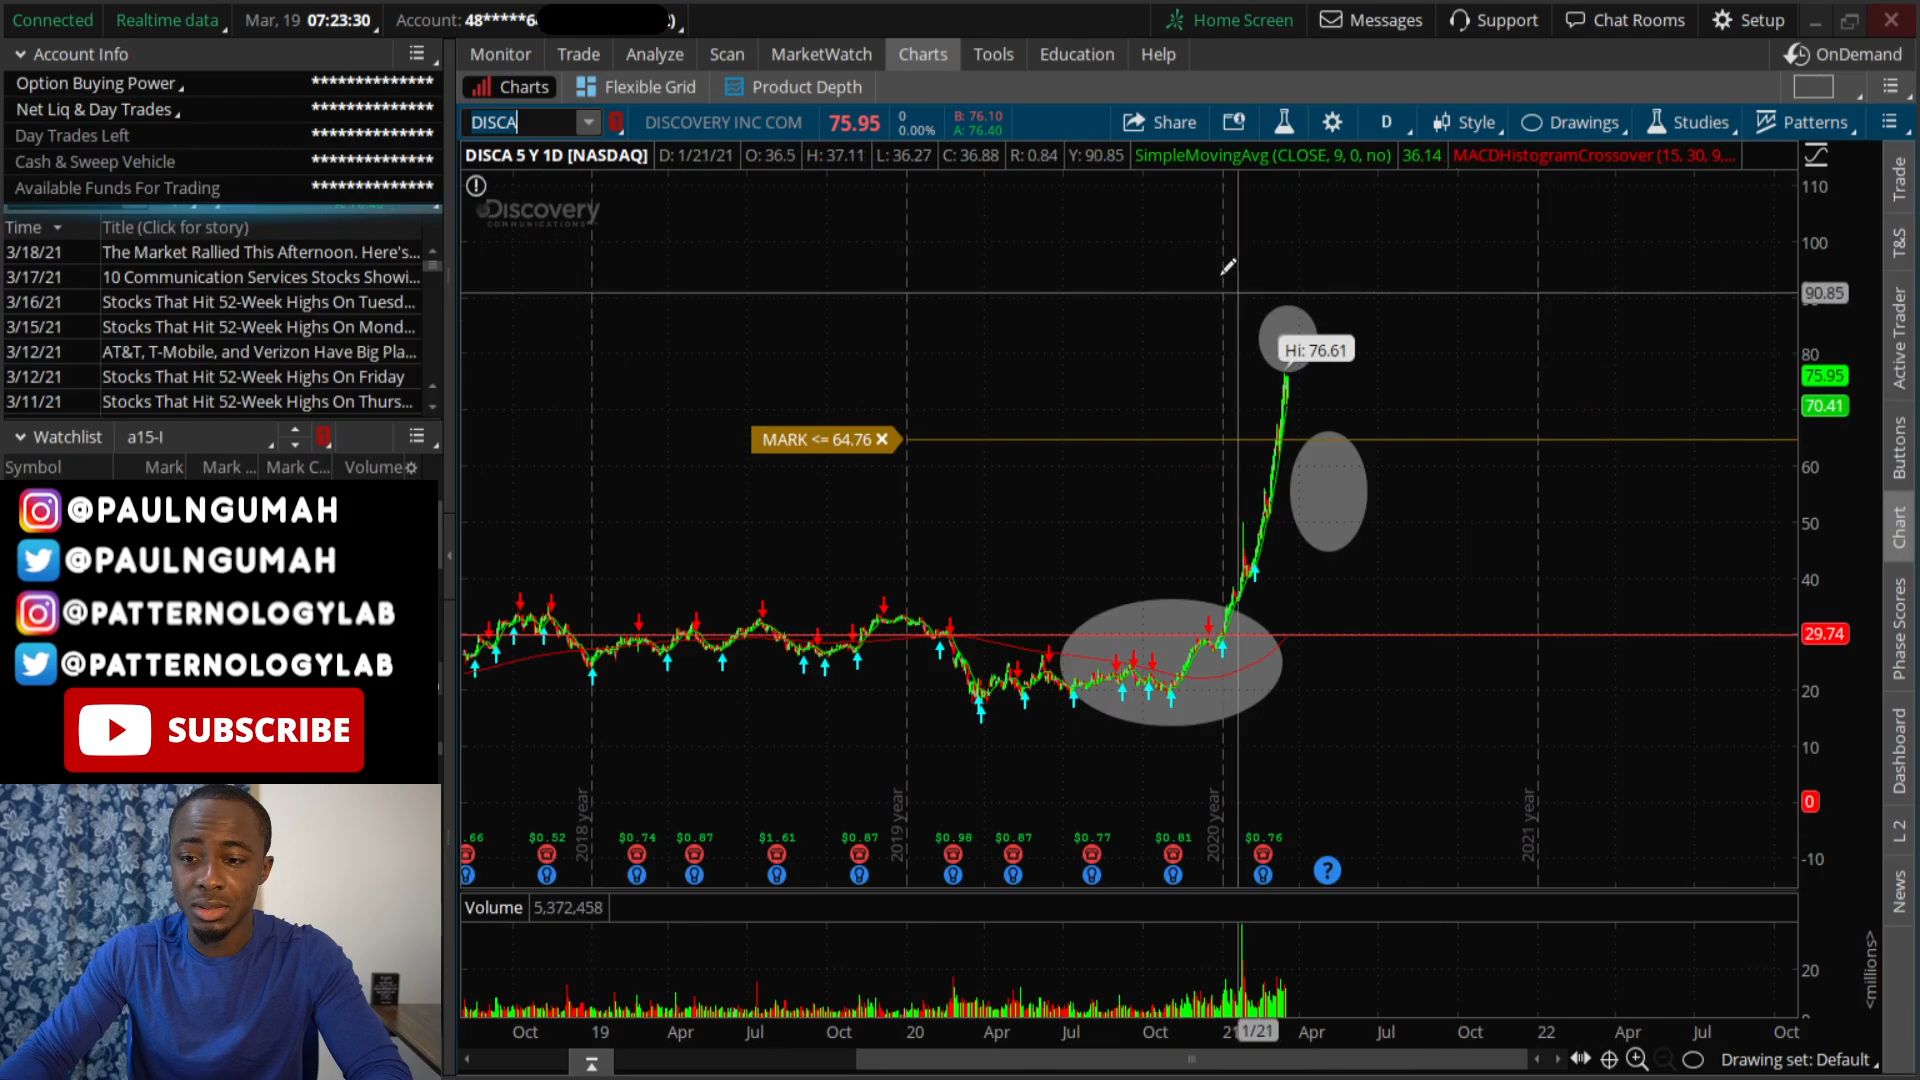 Connected
Realtime data
Mar, 19 07:23:30
Account: 48*****6
Home Screen
Messages
Support
Chat Rooms
Setup
Account Info
Option Buying Power **************
Net Liq & Day Trades **************
Day Trades Left **************
Cash & Sweep Vehicle **************
Available Funds For Trading **************
Time Title (Click for story)
3/18/21 The Market Rallied This Afternoon. Here's...
3/17/21 10 Communication Services Stocks Showi...
3/16/21 Stocks That Hit 52-Week Highs On Tuesd...
3/15/21 Stocks That Hit 52-Week Highs On Mond...
3/12/21 AT&T, T-Mobile, and Verizon Have Big Pla...
3/12/21 Stocks That Hit 52-Week Highs On Friday
3/11/21 Stocks That Hit 52-Week Highs On Thurs...
Watchlist a15-I
Symbol Mark Mark ... Mark C... Volume
@PAULNGUMAH
@PAULNGUMAH
@PATTERNOLOGYLAB
@PATTERNOLOGYLAB
SUBSCRIBE
Monitor Trade Analyze Scan MarketWatch Charts Tools Education Help
OnDemand
Charts Flexible Grid Product Depth
DISCA
DISCOVERY INC COM 75.95
0
0.00%
B: 76.10
A: 76.40
Share
D
Style
Drawings
Studies
Patterns
DISCA 5 Y 1D [NASDAQ] D: 1/21/21 O: 36.5 H: 37.11 L: 36.27 C: 36.88 R: 0.84 Y: 90.85 SimpleMovingAvg (CLOSE, 9, 0, no) 36.14 MACDHistogramCrossover (15, 30, 9,...
Discovery
COMMUNICATIONS
Hi: 76.61
MARK <= 64.76
110
100
90.85
80
75.95
70.41
60
50
40
29.74
20
10
0
-10
2018 year
2019 year
2020 year
2021 year
.66 $0.52 $0.74 $0.87 $1.61 $0.87 $0.98 $0.87 $0.77 $0.81 $0.76
?
Volume 5,372,458
20
<millions>
Oct 19 Apr Jul Oct 20 Apr Jul Oct 21 1/21 Apr Jul Oct 22 Apr Jul Oct
Drawing set: Default
Trade
T&S
Active Trader
Buttons
Chart
Phase Scores
Dashboard
L 2
News